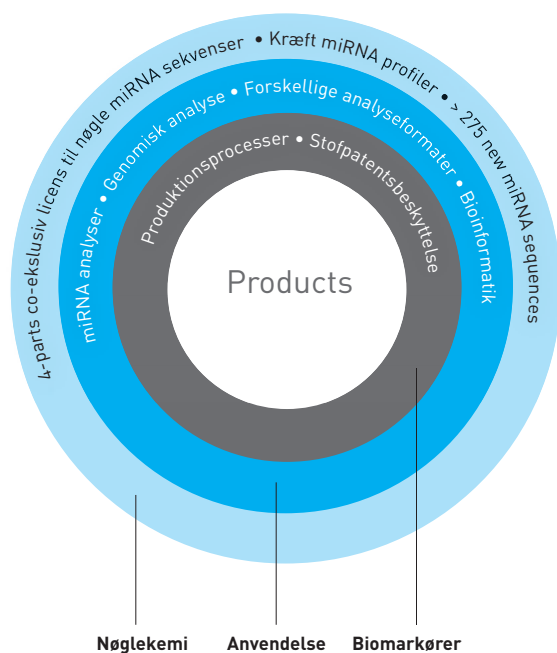 4-parts co-ekslusiv licens til nøgle miRNA sekvenser • Kræft miRNA profiler • > 275 new miRNA sequences
miRNA analyser • Genomisk analyse • Forskellige analyseformater • Bioinformatik
Produktionsprocesser • Stofpatentsbeskyttelse
Products
Nøglekemi Anvendelse Biomarkører